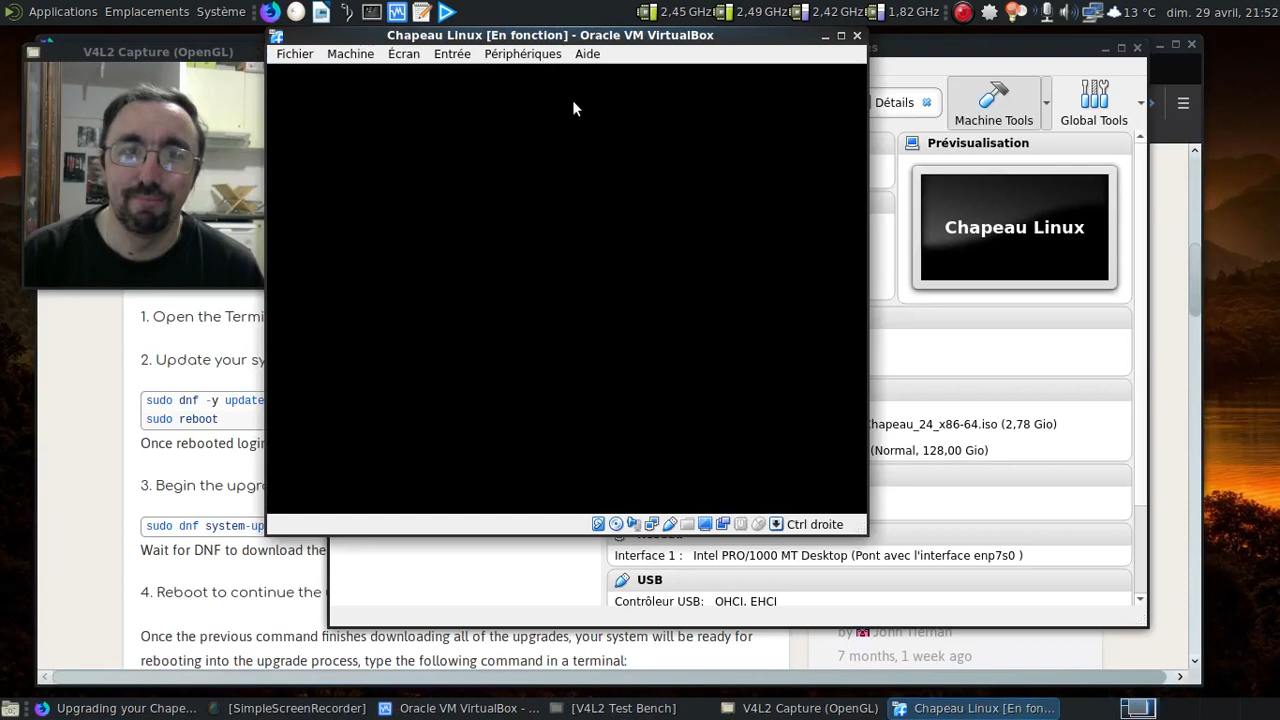 Applications Emplacements Système
2,45 GHz 2,49 GHz 2,42 GHz 1,82 GHz 13 °C dim. 29 avril, 21:52
V4L2 Capture (OpenGL)
Chapeau Linux [En fonction] - Oracle VM VirtualBox
Fichier Machine Écran Entrée Périphériques Aide
Détails
Machine Tools
Global Tools
Prévisualisation
Chapeau Linux
1. Open the Termi
2. Update your sy
sudo dnf -y update
sudo reboot
Once rebooted login
3. Begin the upgra
sudo dnf system-up
Wait for DNF to download the
4. Reboot to continue the
Once the previous command finishes downloading all of the upgrades, your system will be ready for
rebooting into the upgrade process, type the following command in a terminal:
Chapeau_24_x86-64.iso (2,78 Gio)
(Normal, 128,00 Gio)
Ctrl droite
Interface 1 : Intel PRO/1000 MT Desktop (Pont avec l'interface enp7s0 )
USB
Contrôleur USB: OHCI, EHCI
by John Tiernan
7 months, 1 week ago
Upgrading your Chape... [SimpleScreenRecorder] Oracle VM VirtualBox - ... [V4L2 Test Bench] V4L2 Capture (OpenGL) Chapeau Linux [En fon...